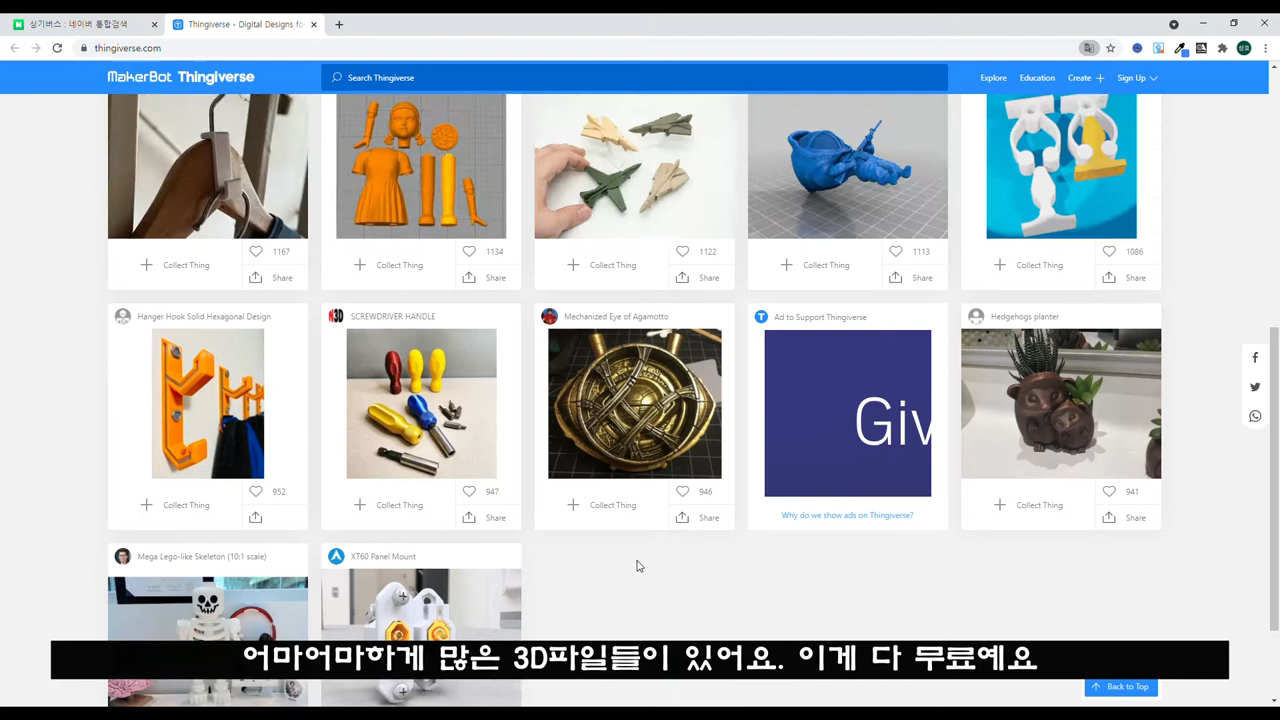 싱기버스 : 네이버 통합검색
Thingiverse - Digital Designs fo
thingiverse.com
MakerBot Thingiverse
Search Thingiverse
Explore
Education
Create
Sign Up
Collect Thing
1167
Share
Collect Thing
1134
Share
Collect Thing
1122
Share
Collect Thing
1113
Share
Collect Thing
1086
Share
Hanger Hook Solid Hexagonal Design
N3D
SCREWDRIVER HANDLE
Mechanized Eye of Agamotto
Ad to Support Thingiverse
Hedgehogs planter
Giv
Collect Thing
952
Collect Thing
947
Share
Collect Thing
946
Share
Why do we show ads on Thingiverse?
Collect Thing
941
Share
Mega Lego-like Skeleton (10:1 scale)
XT60 Panel Mount
어마어마하게 많은 3D파일들이 있어요. 이게 다 무료예요
Back to Top